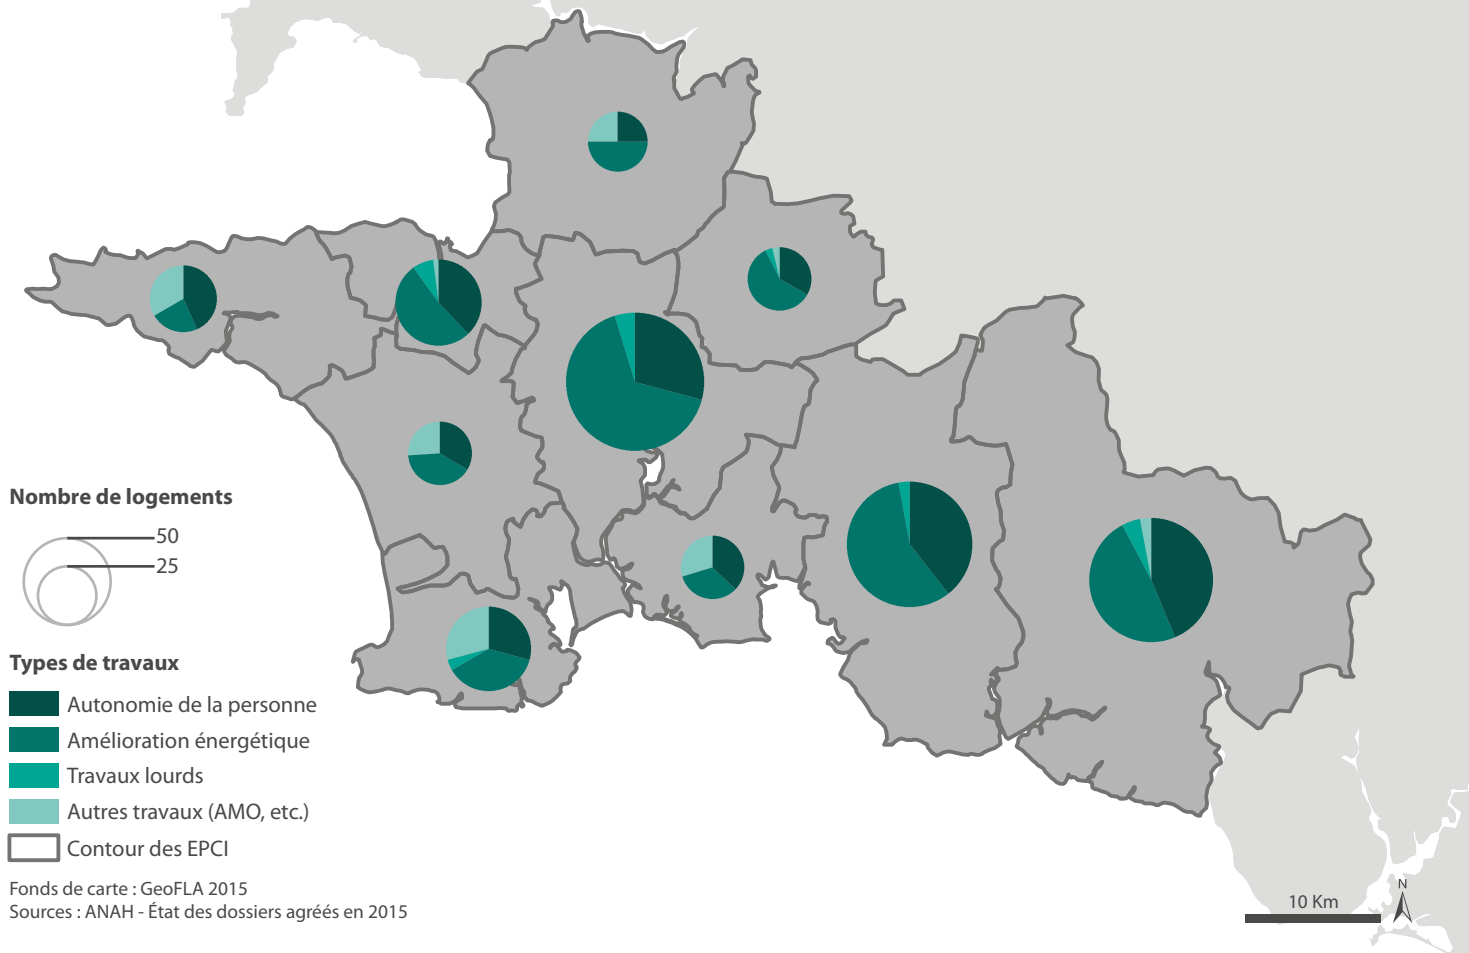 Nombre de logements
50
25
Types de travaux
Autonomie de la personne
Amélioration énergétique
Travaux lourds
Autres travaux (AMO, etc.)
Contour des EPCI
Fonds de carte : GeoFLA 2015
Sources : ANAH - État des dossiers agréés en 2015
10 Km
N